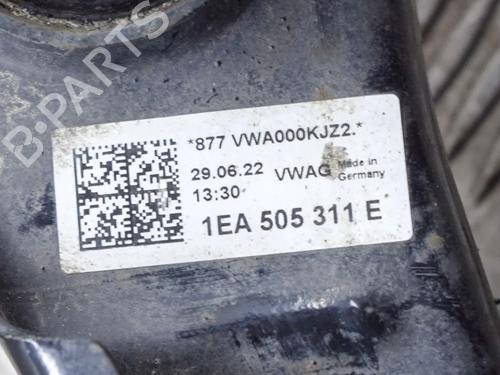 *877 VWA000KJZ2.*
29.06.22 VWAG Made in Germany
13:30
1EA 505 311 E
B-PARTS